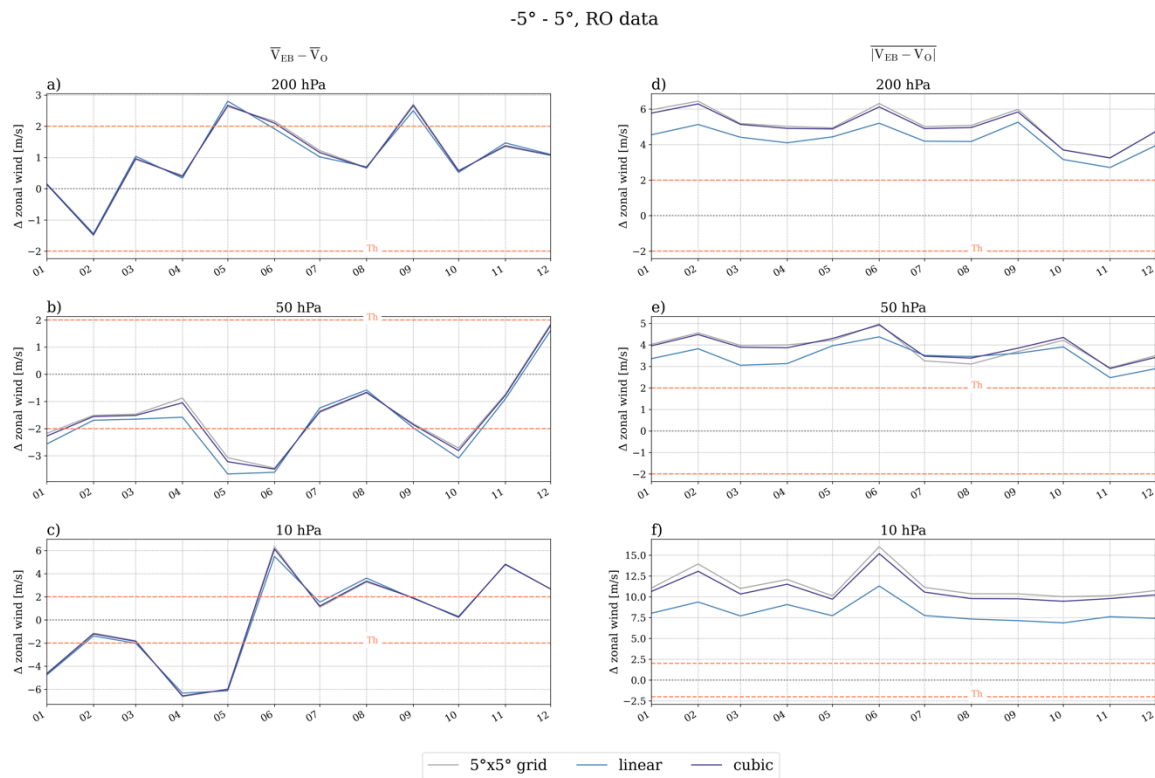 -5° - 5°, RO data
V̅_EB − V̅_O
a)
200 hPa
Δ zonal wind [m/s]
3
2
1
0
−1
−2
Th
01 02 03 04 05 06 07 08 09 10 11 12
b)
50 hPa
Δ zonal wind [m/s]
2
1
0
−1
−2
−3
Th
01 02 03 04 05 06 07 08 09 10 11 12
c)
10 hPa
Δ zonal wind [m/s]
6
4
2
0
−2
−4
−6
Th
01 02 03 04 05 06 07 08 09 10 11 12
|V_EB − V_O|
d)
200 hPa
Δ zonal wind [m/s]
6
4
2
0
−2
Th
01 02 03 04 05 06 07 08 09 10 11 12
e)
50 hPa
Δ zonal wind [m/s]
5
4
3
2
1
0
−1
−2
Th
01 02 03 04 05 06 07 08 09 10 11 12
f)
10 hPa
Δ zonal wind [m/s]
15.0
12.5
10.0
7.5
5.0
2.5
0.0
−2.5
Th
01 02 03 04 05 06 07 08 09 10 11 12
5°x5° grid linear cubic